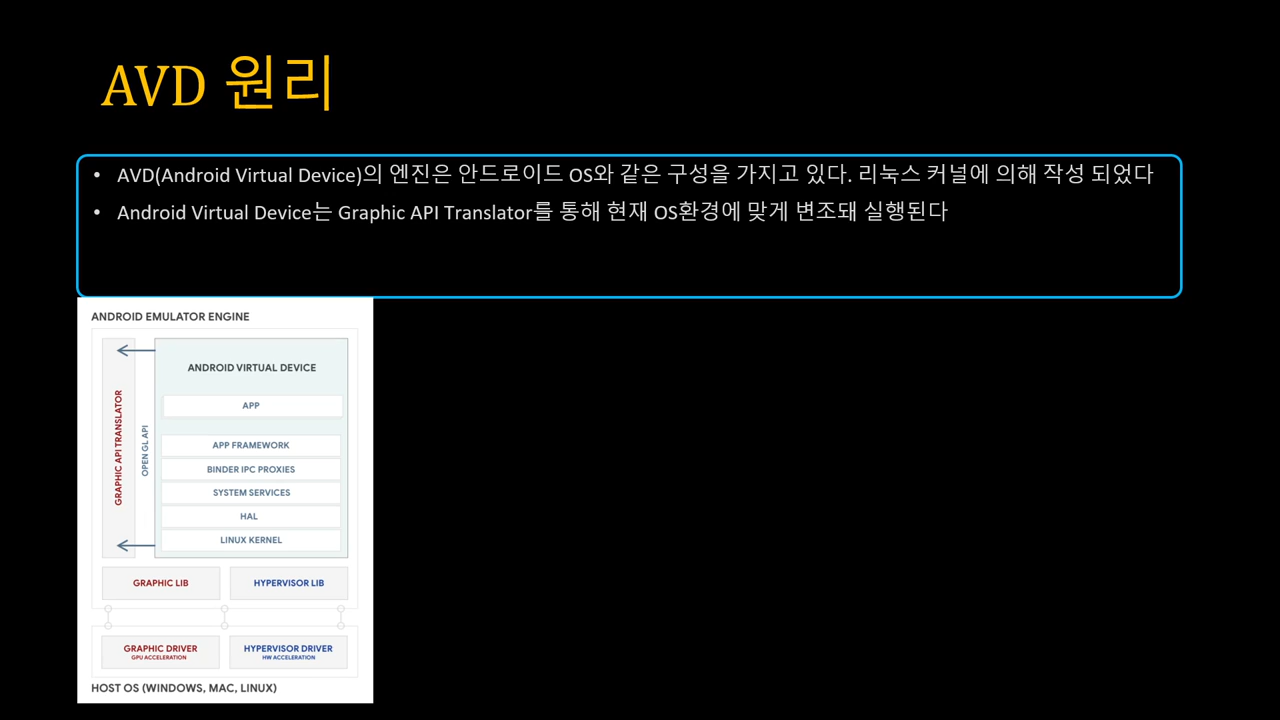 AVD 원리
• AVD(Android Virtual Device)의 엔진은 안드로이드 OS와 같은 구성을 가지고 있다. 리눅스 커널에 의해 작성 되었다
• Android Virtual Device는 Graphic API Translator를 통해 현재 OS환경에 맞게 변조돼 실행된다
ANDROID EMULATOR ENGINE
GRAPHIC API TRANSLATOR
OPEN GL API
ANDROID VIRTUAL DEVICE
APP
APP FRAMEWORK
BINDER IPC PROXIES
SYSTEM SERVICES
HAL
LINUX KERNEL
GRAPHIC LIB
HYPERVISOR LIB
GRAPHIC DRIVER
GPU ACCELERATION
HYPERVISOR DRIVER
HW ACCELERATION
HOST OS (WINDOWS, MAC, LINUX)